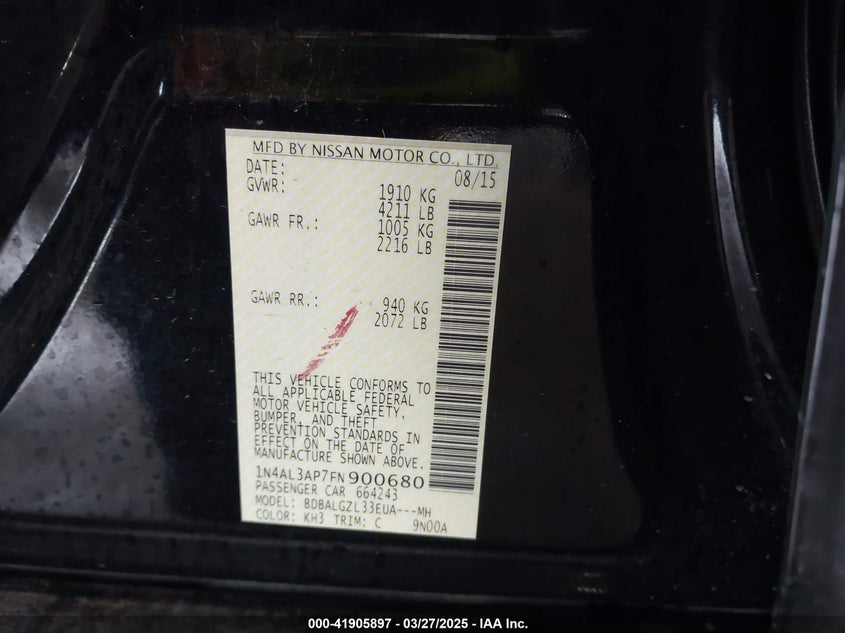 MFD BY NISSAN MOTOR CO., LTD.
DATE: 08/15
GVWR: 1910 KG
4211 LB
GAWR FR.: 1005 KG
2216 LB
GAWR RR.: 940 KG
2072 LB
THIS VEHICLE CONFORMS TO
ALL APPLICABLE FEDERAL
MOTOR VEHICLE SAFETY,
BUMPER, AND THEFT
PREVENTION STANDARDS IN
EFFECT ON THE DATE OF
MANUFACTURE SHOWN ABOVE.
1N4AL3AP7FN900680
PASSENGER CAR 664243
MODEL: BDBALGZL33EUA---MH
COLOR: KH3 TRIM: C 9N00A
000-41905897 - 03/27/2025 - IAA Inc.